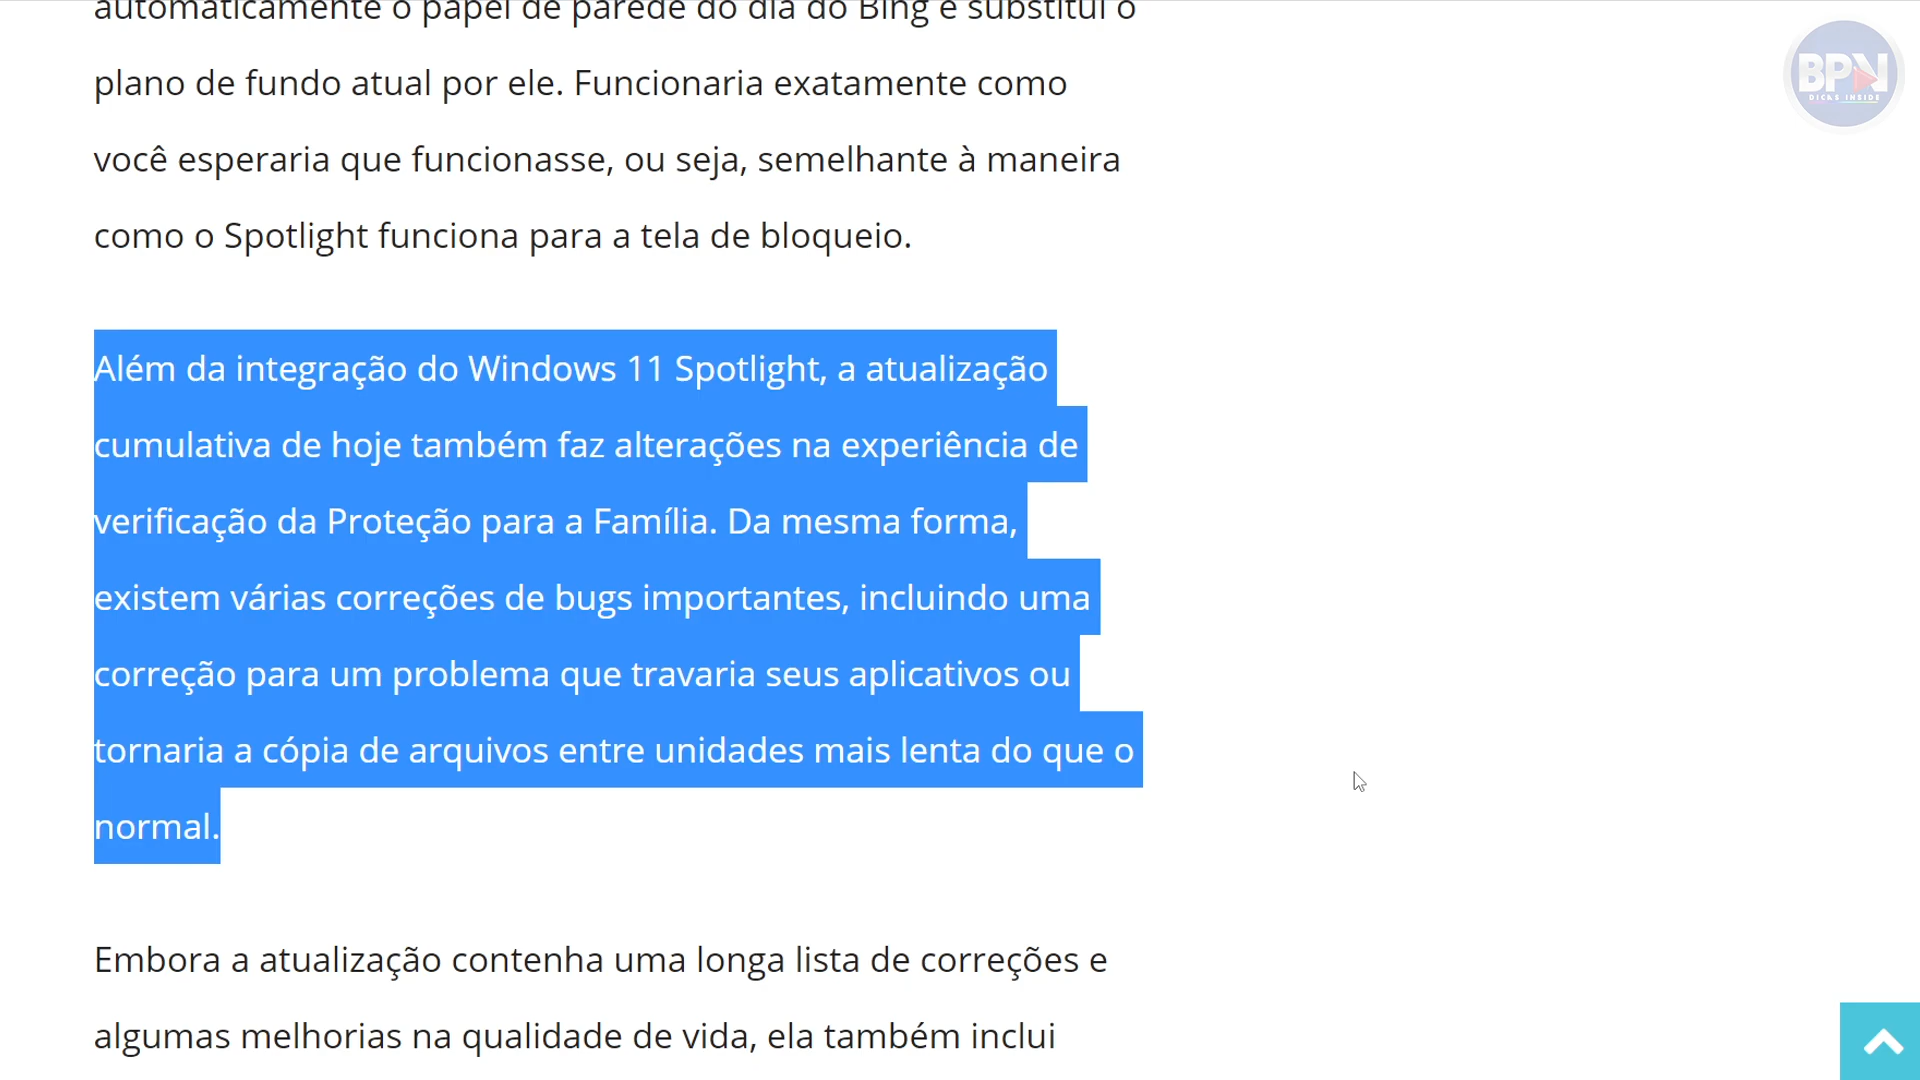 automaticamente o papel de parede do dia do Bing e substitui o
BPN
DICAS INSIDE
plano de fundo atual por ele. Funcionaria exatamente como
você esperaria que funcionasse, ou seja, semelhante à maneira
como o Spotlight funciona para a tela de bloqueio.
Além da integração do Windows 11 Spotlight, a atualização
cumulativa de hoje também faz alterações na experiência de
verificação da Proteção para a Família. Da mesma forma,
existem várias correções de bugs importantes, incluindo uma
correção para um problema que travaria seus aplicativos ou
tornaria a cópia de arquivos entre unidades mais lenta do que o
normal.
Embora a atualização contenha uma longa lista de correções e
algumas melhorias na qualidade de vida, ela também inclui